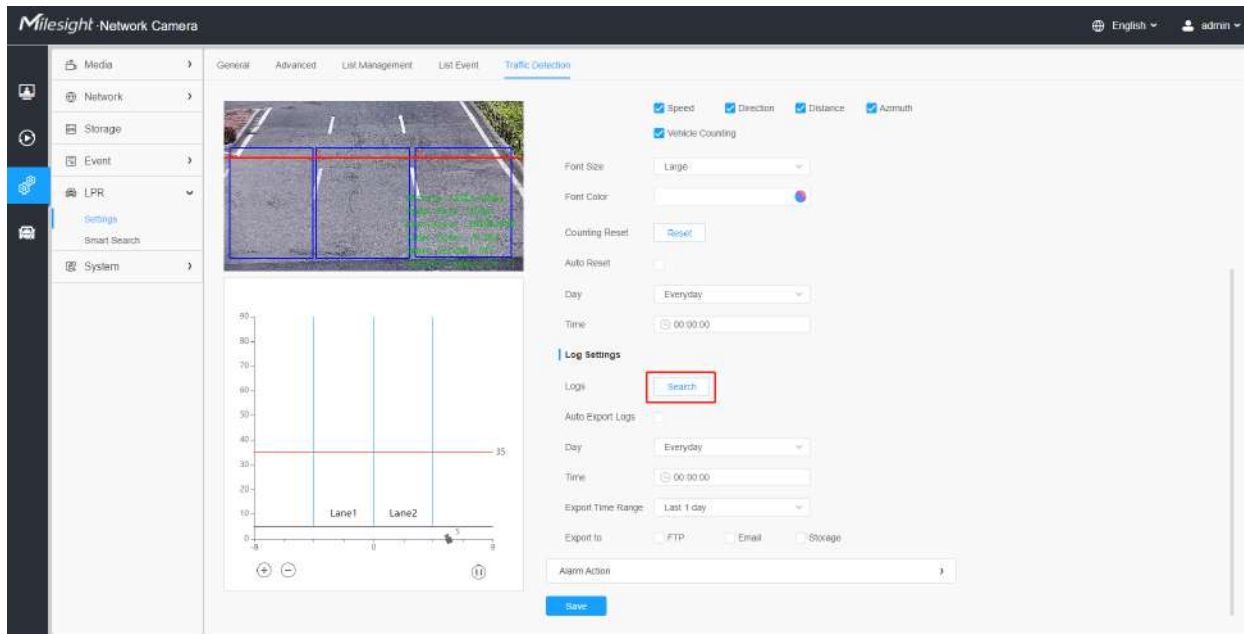 Milesight - Network Camera
English
admin
Media
Network
Storage
Event
LPR
Settings
Smart Search
System
General Advanced List Management List Event Traffic Detection
Speed Direction Distance Azimuth
Vehicle Counting
Font Size Large
Font Color
Counting Reset Reset
Auto Reset
Day Everyday
Time 00:00:00
Log Settings
Logs Search
Auto Export Logs
Day Everyday
Time 00:00:00
Export Time Range Last 1 day
Export to FTP Email Storage
Alarm Action
Save
90
80
70
60
50
40
35
30
20
10
Lane1 Lane2
5
0
-8 0 8